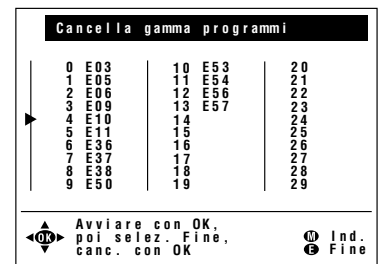 Cancella gamma programmi
0 E03 10 E53 20
1 E05 11 E54 21
2 E06 12 E56 22
3 E09 13 E57 23
4 E10 14 24
5 E11 15 25
6 E36 16 26
7 E37 17 27
8 E38 18 28
9 E50 19 29
Avviare con OK,
OK poi selez. Fine, M Ind.
canc. con OK E Fine